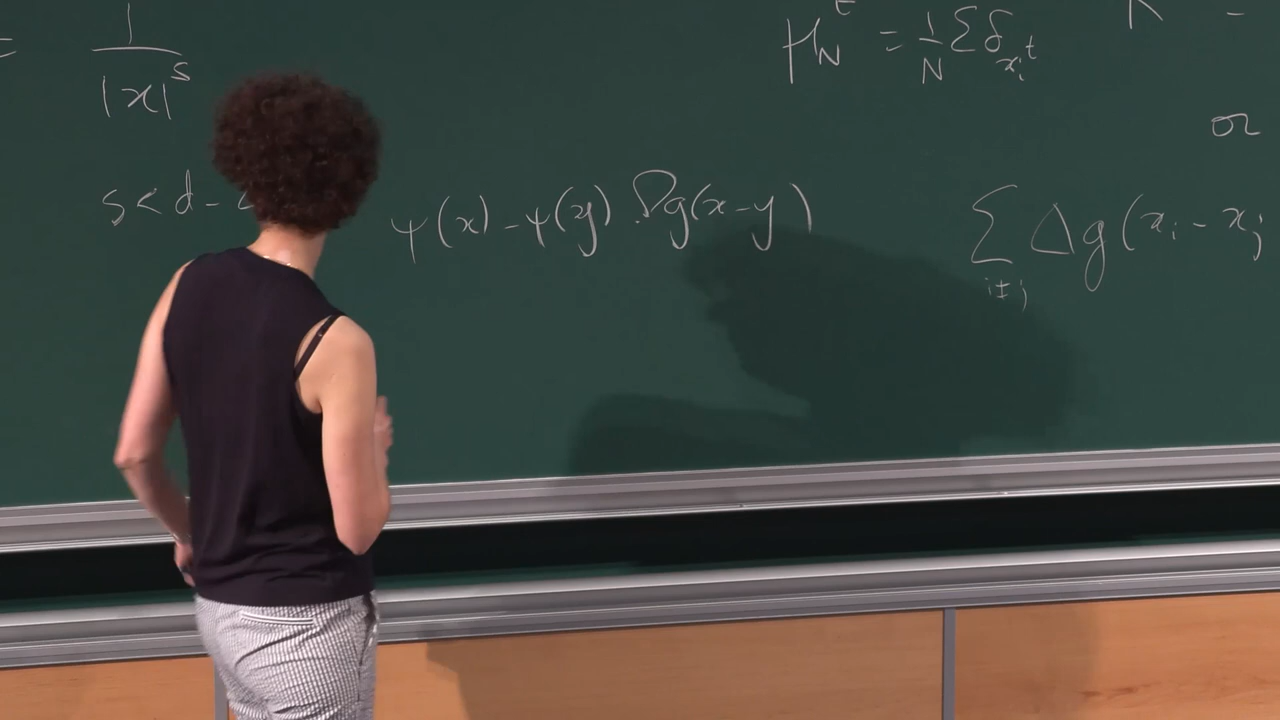 = 1/|x|^s
μ_N^t = 1/N Σ δ_{x_i^t}
or
s < d -
ψ(x) - ψ(y) . ∇g(x-y)
Σ_{i≠j} Δg(x_i - x_j